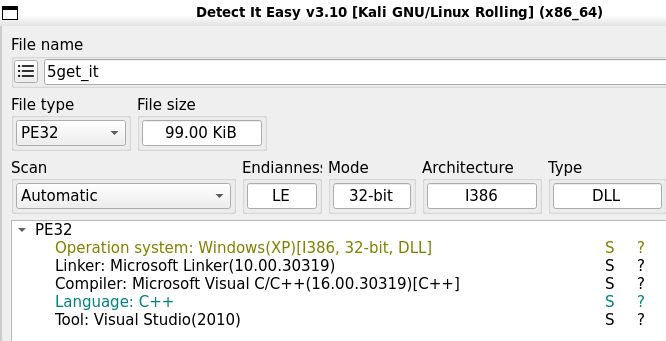 Detect It Easy v3.10 [Kali GNU/Linux Rolling] (x86_64)
File name
5get_it
File type File size
PE32 99.00 KiB
Scan Endianness Mode Architecture Type
Automatic LE 32-bit I386 DLL
PE32
Operation system: Windows(XP)[I386, 32-bit, DLL] S ?
Linker: Microsoft Linker(10.00.30319) S ?
Compiler: Microsoft Visual C/C++(16.00.30319)[C++] S ?
Language: C++ S ?
Tool: Visual Studio(2010) S ?